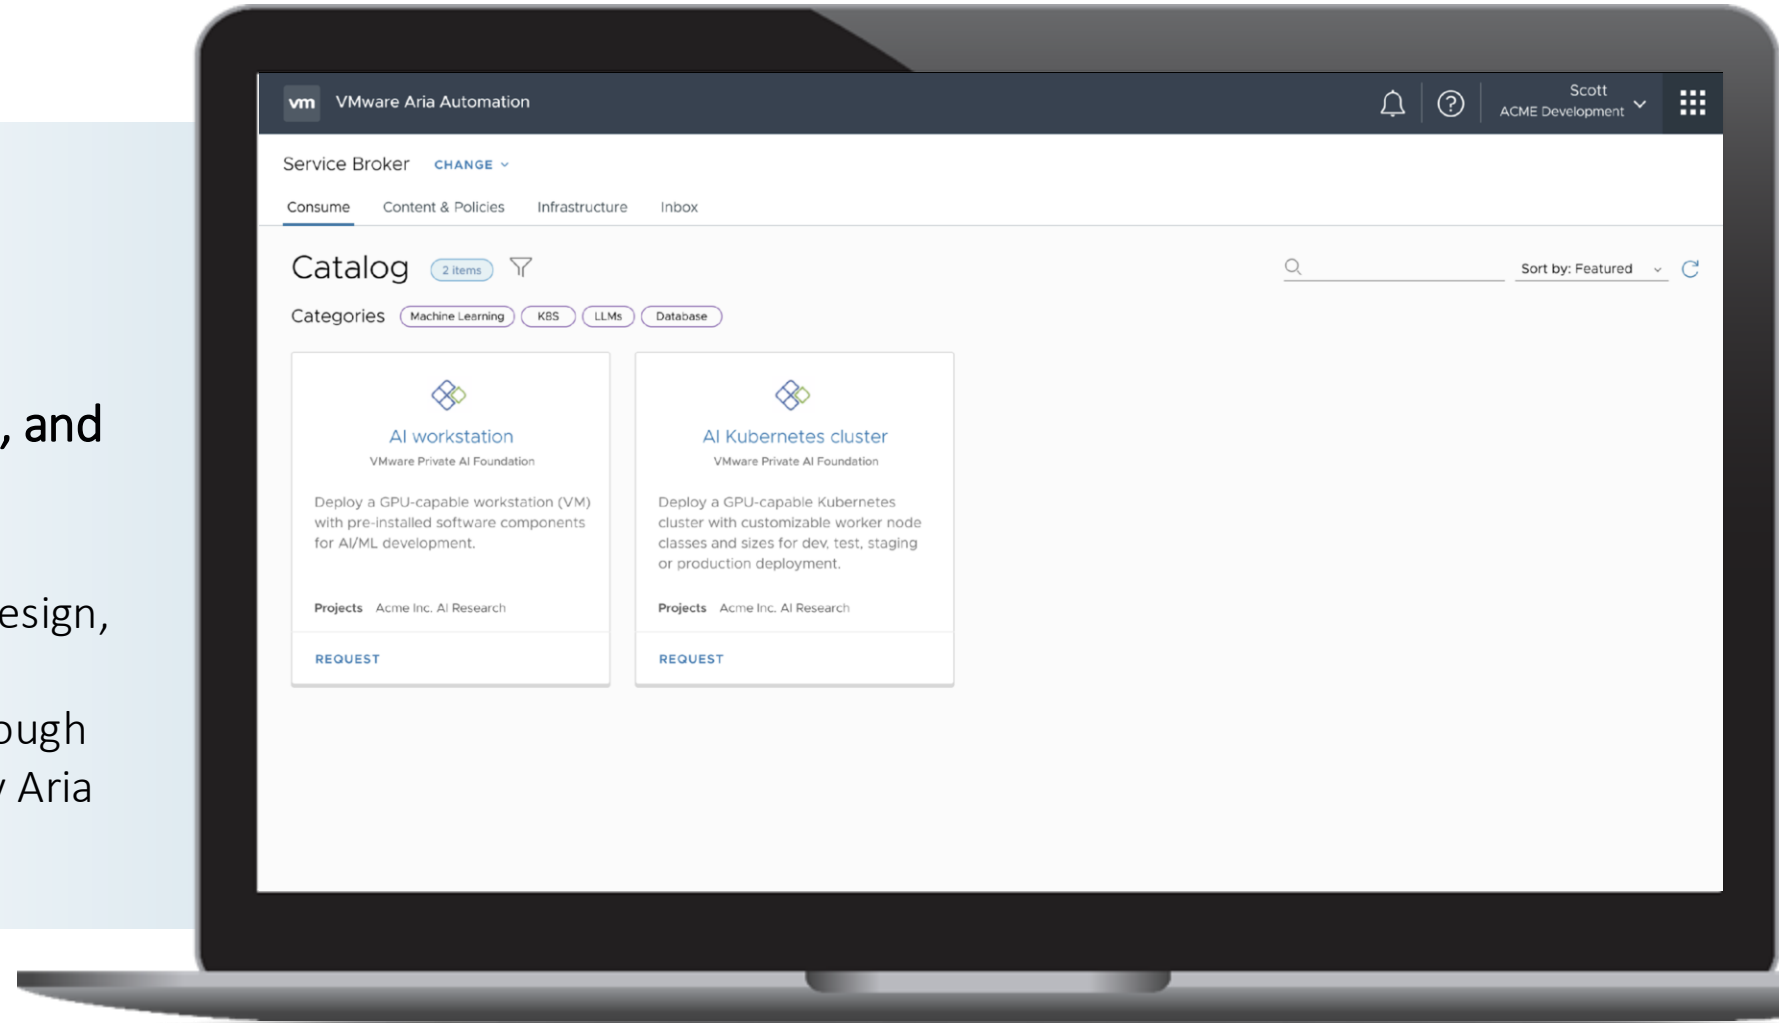 , and
esign,
ough
Aria
vm VMware Aria Automation
Scott
ACME Development
Service Broker CHANGE
Consume Content & Policies Infrastructure Inbox
Catalog 2 items
Sort by: Featured
Categories Machine Learning K8S LLMs Database
AI workstation
VMware Private AI Foundation
Deploy a GPU-capable workstation (VM)
with pre-installed software components
for AI/ML development.
Projects Acme Inc. AI Research
REQUEST
AI Kubernetes cluster
VMware Private AI Foundation
Deploy a GPU-capable Kubernetes
cluster with customizable worker node
classes and sizes for dev, test, staging
or production deployment.
Projects Acme Inc. AI Research
REQUEST